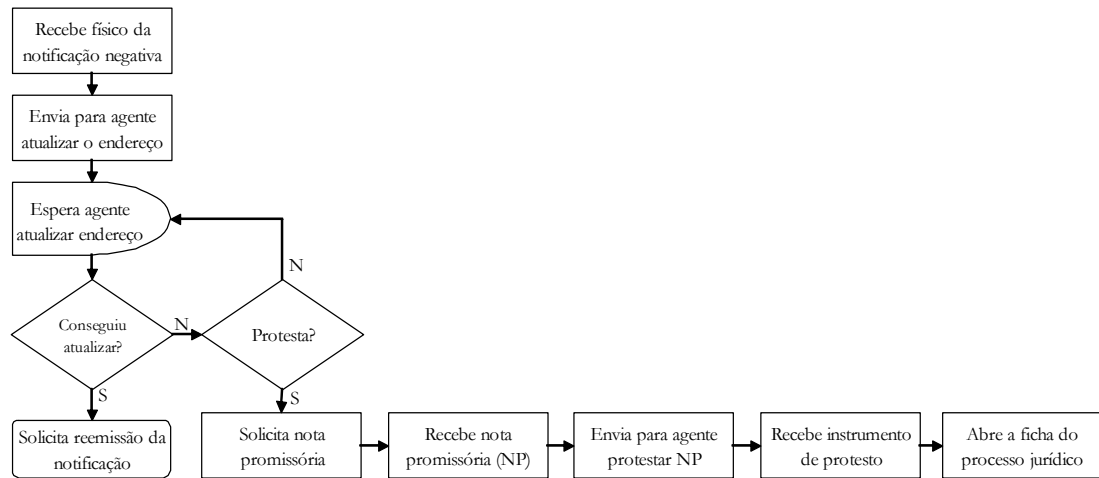 Recebe físico da
notificação negativa
Envia para agente
atualizar o endereço
Espera agente
atualizar endereço
N
Conseguiu
atualizar?
N
Protesta?
S
S
Solicita reemissão da
notificação
Solicita nota
promissória
Recebe nota
promissória (NP)
Envia para agente
protestar NP
Recebe instrumento
de protesto
Abre a ficha do
processo jurídico